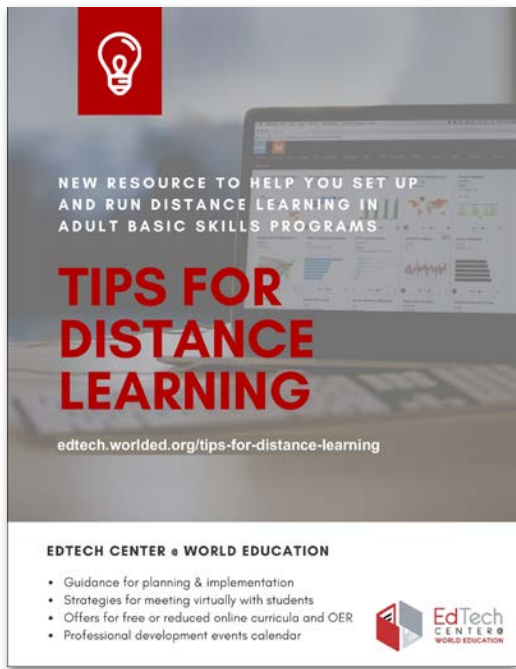 NEW RESOURCE TO HELP YOU SET UP
AND RUN DISTANCE LEARNING IN
ADULT BASIC SKILLS PROGRAMS
TIPS FOR
DISTANCE
LEARNING
edtech.worlded.org/tips-for-distance-learning
EDTECH CENTER @ WORLD EDUCATION
• Guidance for planning & implementation
• Strategies for meeting virtually with students
• Offers for free or reduced online curricula and OER
• Professional development events calendar
EdTech
CENTER@
WORLD EDUCATION